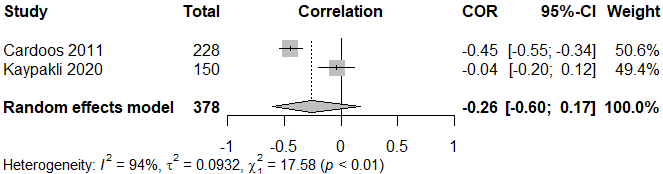 Study Total Correlation COR 95%-CI Weight
Cardoos 2011 228 -0.45 [-0.55; -0.34] 50.6%
Kaypakli 2020 150 -0.04 [-0.20; 0.12] 49.4%
Random effects model 378 -0.26 [-0.60; 0.17] 100.0%
-1 -0.5 0 0.5 1
Heterogeneity: I² = 94%, τ² = 0.0932, χ²₁ = 17.58 (p < 0.01)